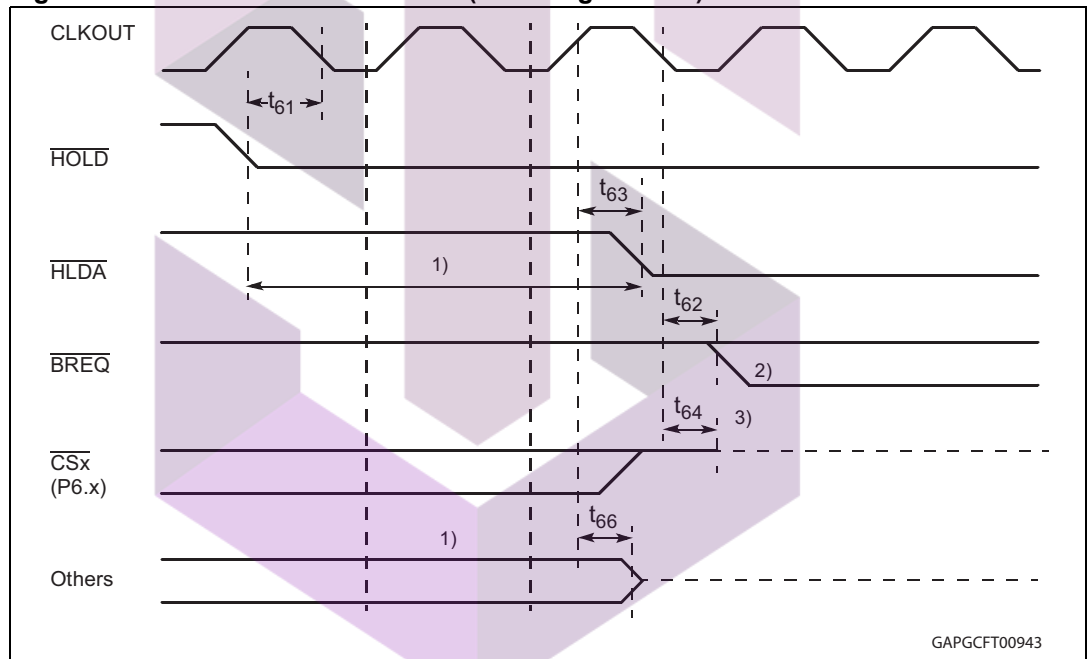 CLKOUT
t61
HOLD
t63
HLDA
1)
t62
BREQ
2)
t64
3)
CSx
(P6.x)
t66
1)
Others
GAPGCFT00943